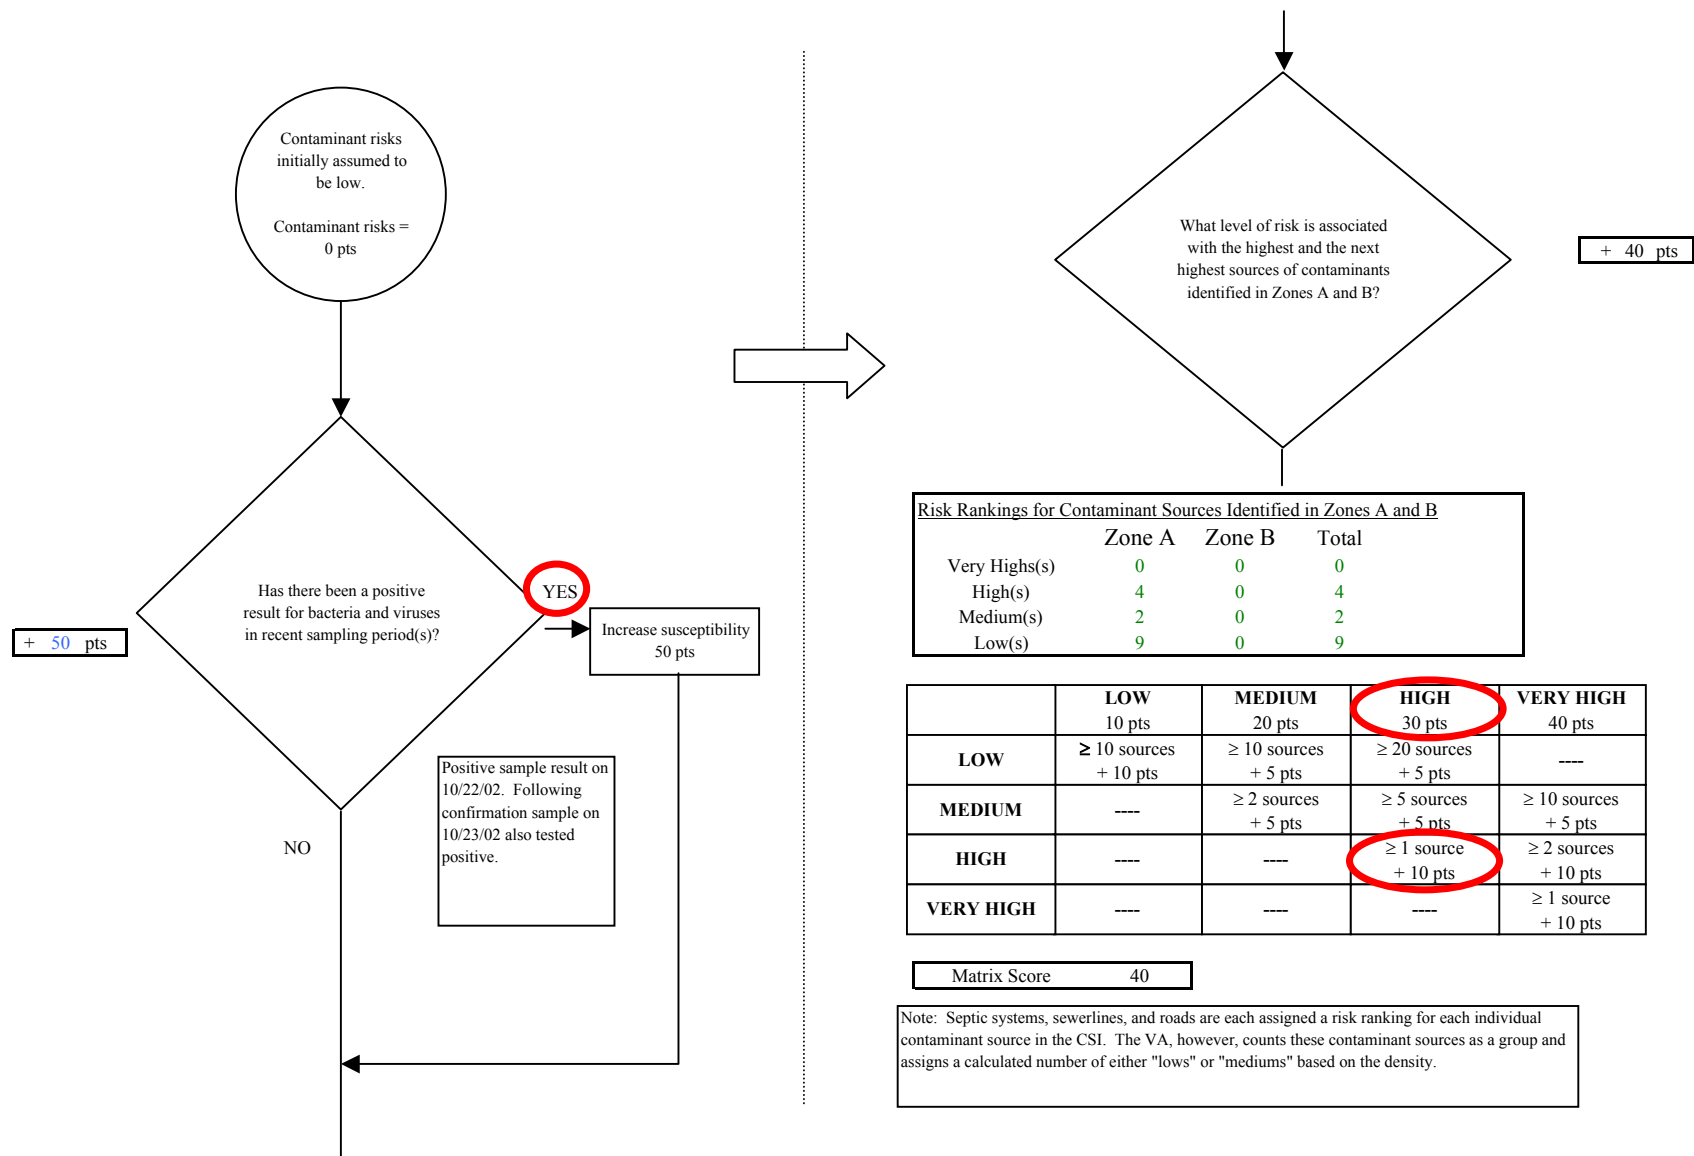 Contaminant risks
initially assumed to
be low.
Contaminant risks =
0 pts
Has there been a positive
result for bacteria and viruses
in recent sampling period(s)?
+ 50 pts
YES
Increase susceptibility
50 pts
Positive sample result on
10/22/02. Following
confirmation sample on
10/23/02 also tested
positive.
NO
What level of risk is associated
with the highest and the next
highest sources of contaminants
identified in Zones A and B?
+ 40 pts
Risk Rankings for Contaminant Sources Identified in Zones A and B
Zone A Zone B Total
Very Highs(s) 0 0 0
High(s) 4 0 4
Medium(s) 2 0 2
Low(s) 9 0 9
LOW MEDIUM HIGH VERY HIGH
10 pts 20 pts 30 pts 40 pts
LOW ≥ 10 sources ≥ 10 sources ≥ 20 sources ----
+ 10 pts + 5 pts + 5 pts
MEDIUM ---- ≥ 2 sources ≥ 5 sources ≥ 10 sources
+ 5 pts + 5 pts + 5 pts
HIGH ---- ---- ≥ 1 source ≥ 2 sources
+ 10 pts + 10 pts
VERY HIGH ---- ---- ---- ≥ 1 source
+ 10 pts
Matrix Score 40
Note: Septic systems, sewerlines, and roads are each assigned a risk ranking for each individual
contaminant source in the CSI. The VA, however, counts these contaminant sources as a group and
assigns a calculated number of either "lows" or "mediums" based on the density.